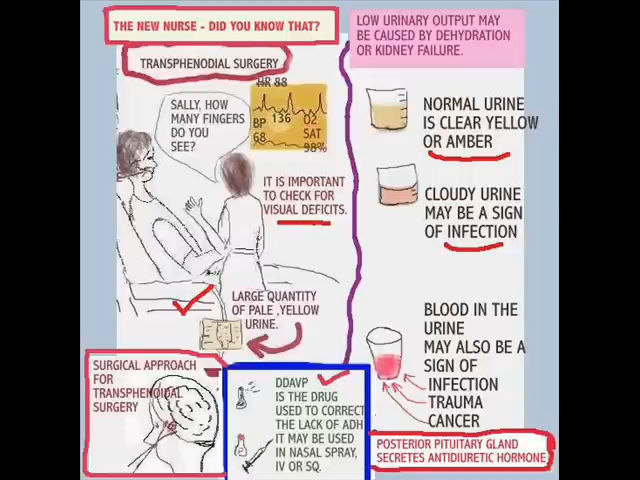 THE NEW NURSE - DID YOU KNOW THAT?
TRANSPHENODIAL SURGERY
HR 88
136
BP
68
O2
SAT
98%
SALLY, HOW
MANY FINGERS
DO YOU
SEE?
IT IS IMPORTANT
TO CHECK FOR
VISUAL DEFICITS.
LARGE QUANTITY
OF PALE ,YELLOW
URINE.
SURGICAL APPROACH
FOR
TRANSPHENOIDAL
SURGERY
DDAVP
IS THE DRUG
USED TO CORRECT
THE LACK OF ADH
IT MAY BE USED
IN NASAL SPRAY,
IV OR SQ.
LOW URINARY OUTPUT MAY
BE CAUSED BY DEHYDRATION
OR KIDNEY FAILURE.
NORMAL URINE
IS CLEAR YELLOW
OR AMBER
CLOUDY URINE
MAY BE A SIGN
OF INFECTION
BLOOD IN THE
URINE
MAY ALSO BE A
SIGN OF
INFECTION
TRAUMA
CANCER
POSTERIOR PITUITARY GLAND
SECRETES ANTIDIURETIC HORMONE